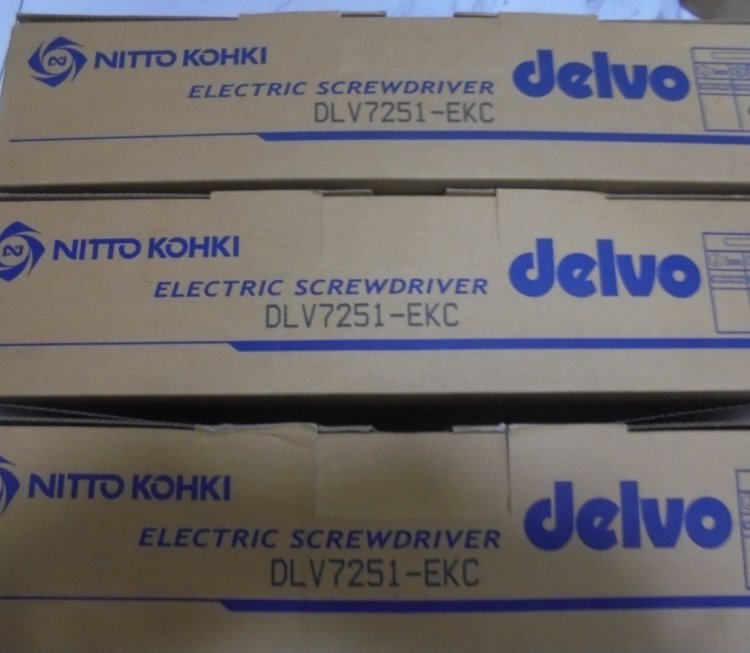 NITTO KOHKI
delvo
ELECTRIC SCREWDRIVER
DLV7251-EKC
NITTO KOHKI
delvo
ELECTRIC SCREWDRIVER
DLV7251-EKC
NITTO KOHKI
delvo
ELECTRIC SCREWDRIVER
DLV7251-EKC